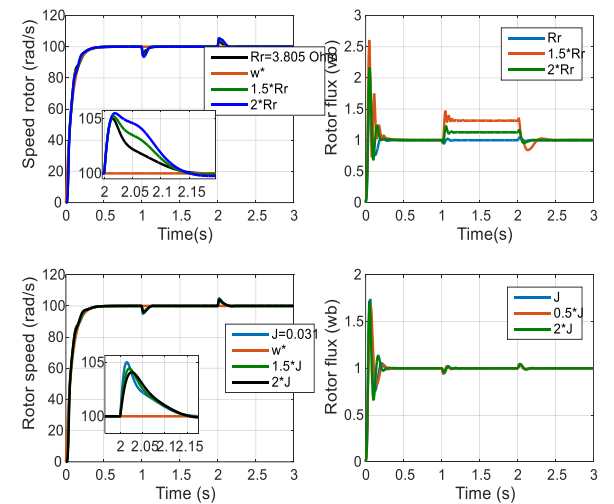 Speed rotor (rad/s)
120
100
80
60
40
20
0
Rr=3.805 Ohm
w*
1.5*Rr
2*Rr
105
100
2 2.05 2.1 2.15
0 0.5 1 1.5 2 2.5 3
Time(s)
Rotor flux (wb)
3
2.5
2
1.5
1
0.5
0
Rr
1.5*Rr
2*Rr
0 0.5 1 1.5 2 2.5 3
Time(s)
Rotor speed (rad/s)
120
100
80
60
40
20
0
J=0.031
w*
1.5*J
2*J
105
100
2 2.05 2.1 2.15
0 0.5 1 1.5 2 2.5 3
Time (s)
Rotor flux (wb)
2
1.5
1
0.5
0
J
0.5*J
2*J
0 0.5 1 1.5 2 2.5 3
Time (s)